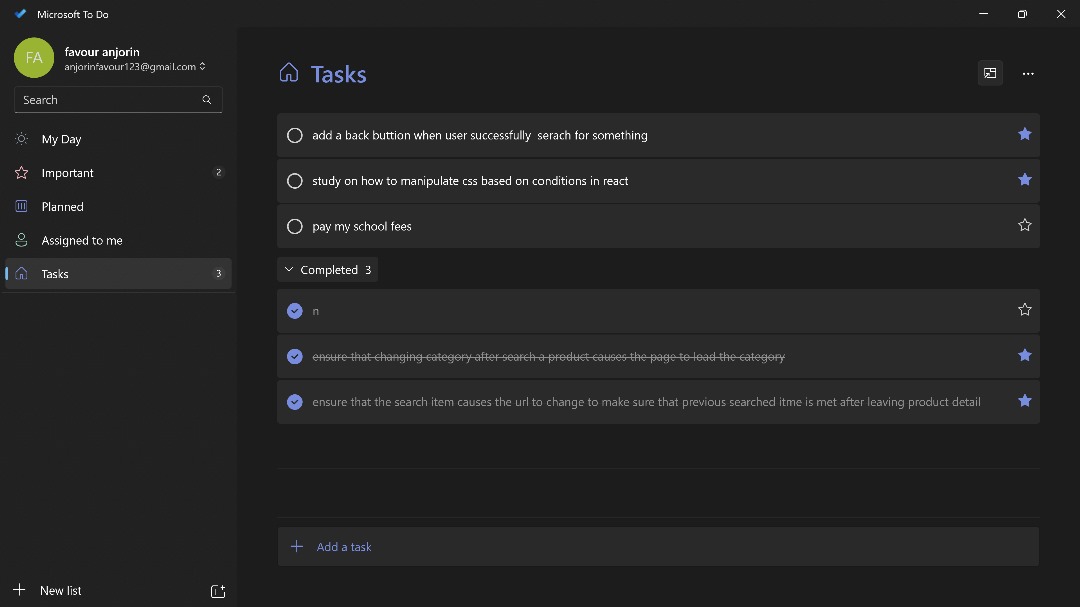 Microsoft To Do
FA
favour anjorin
anjorinfavour123@gmail.com
Search
My Day
Important 2
Planned
Assigned to me
Tasks 3
New list
Tasks
add a back buttion when user successfully serach for something
study on how to manipulate css based on conditions in react
pay my school fees
Completed 3
n
ensure that changing category after search a product causes the page to load the category
ensure that the search item causes the url to change to make sure that previous searched itme is met after leaving product detail
Add a task